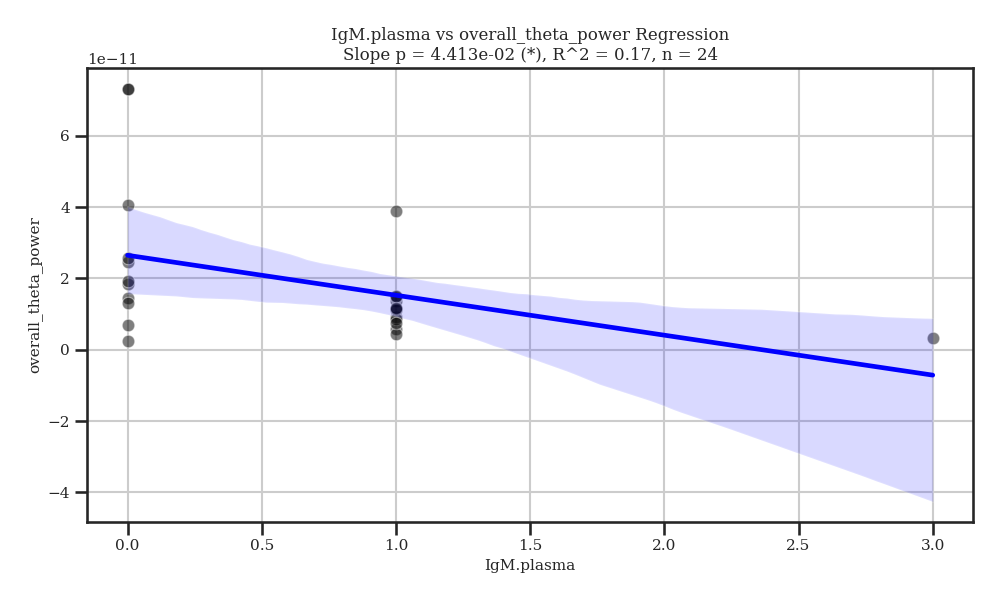 IgM.plasma vs overall_theta_power Regression
Slope p = 4.413e-02 (*), R^2 = 0.17, n = 24
1e−11
6
4
2
0
−2
−4
overall_theta_power
0.0 0.5 1.0 1.5 2.0 2.5 3.0
IgM.plasma